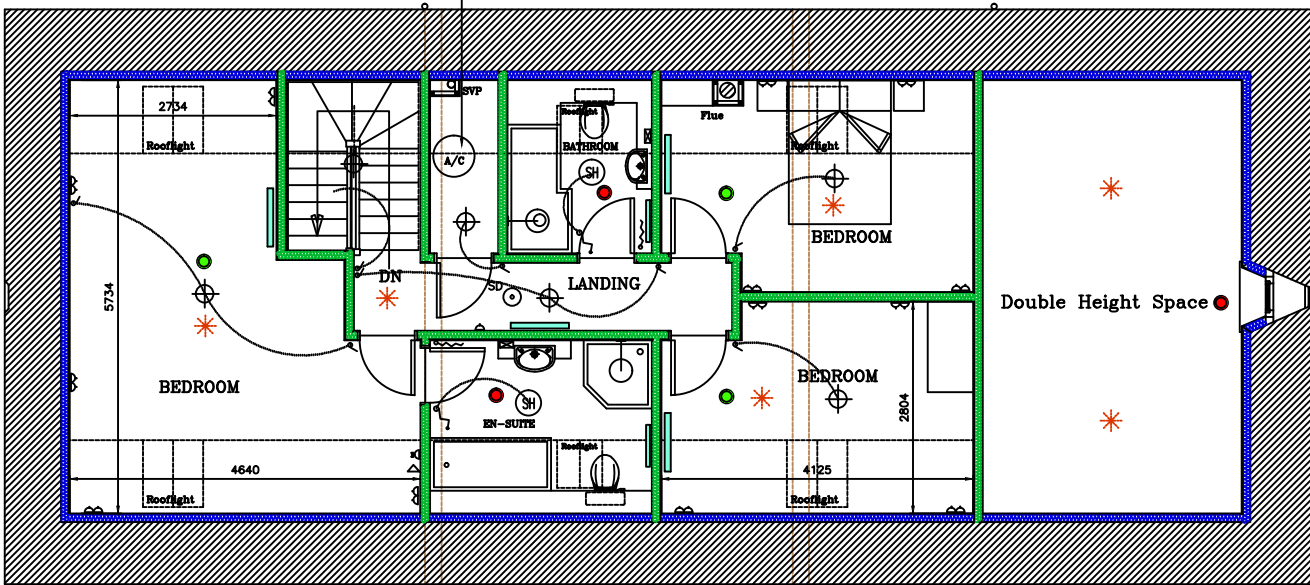 SVP
2734
Rooflight
A/C
Rooflight
BATHROOM
SH
Flue
Rooflight
BEDROOM
DN
LANDING
SD
5734
Double Height Space
BEDROOM
BEDROOM
SH
EN-SUITE
2804
Rooflight
4640
4125
Rooflight
Rooflight